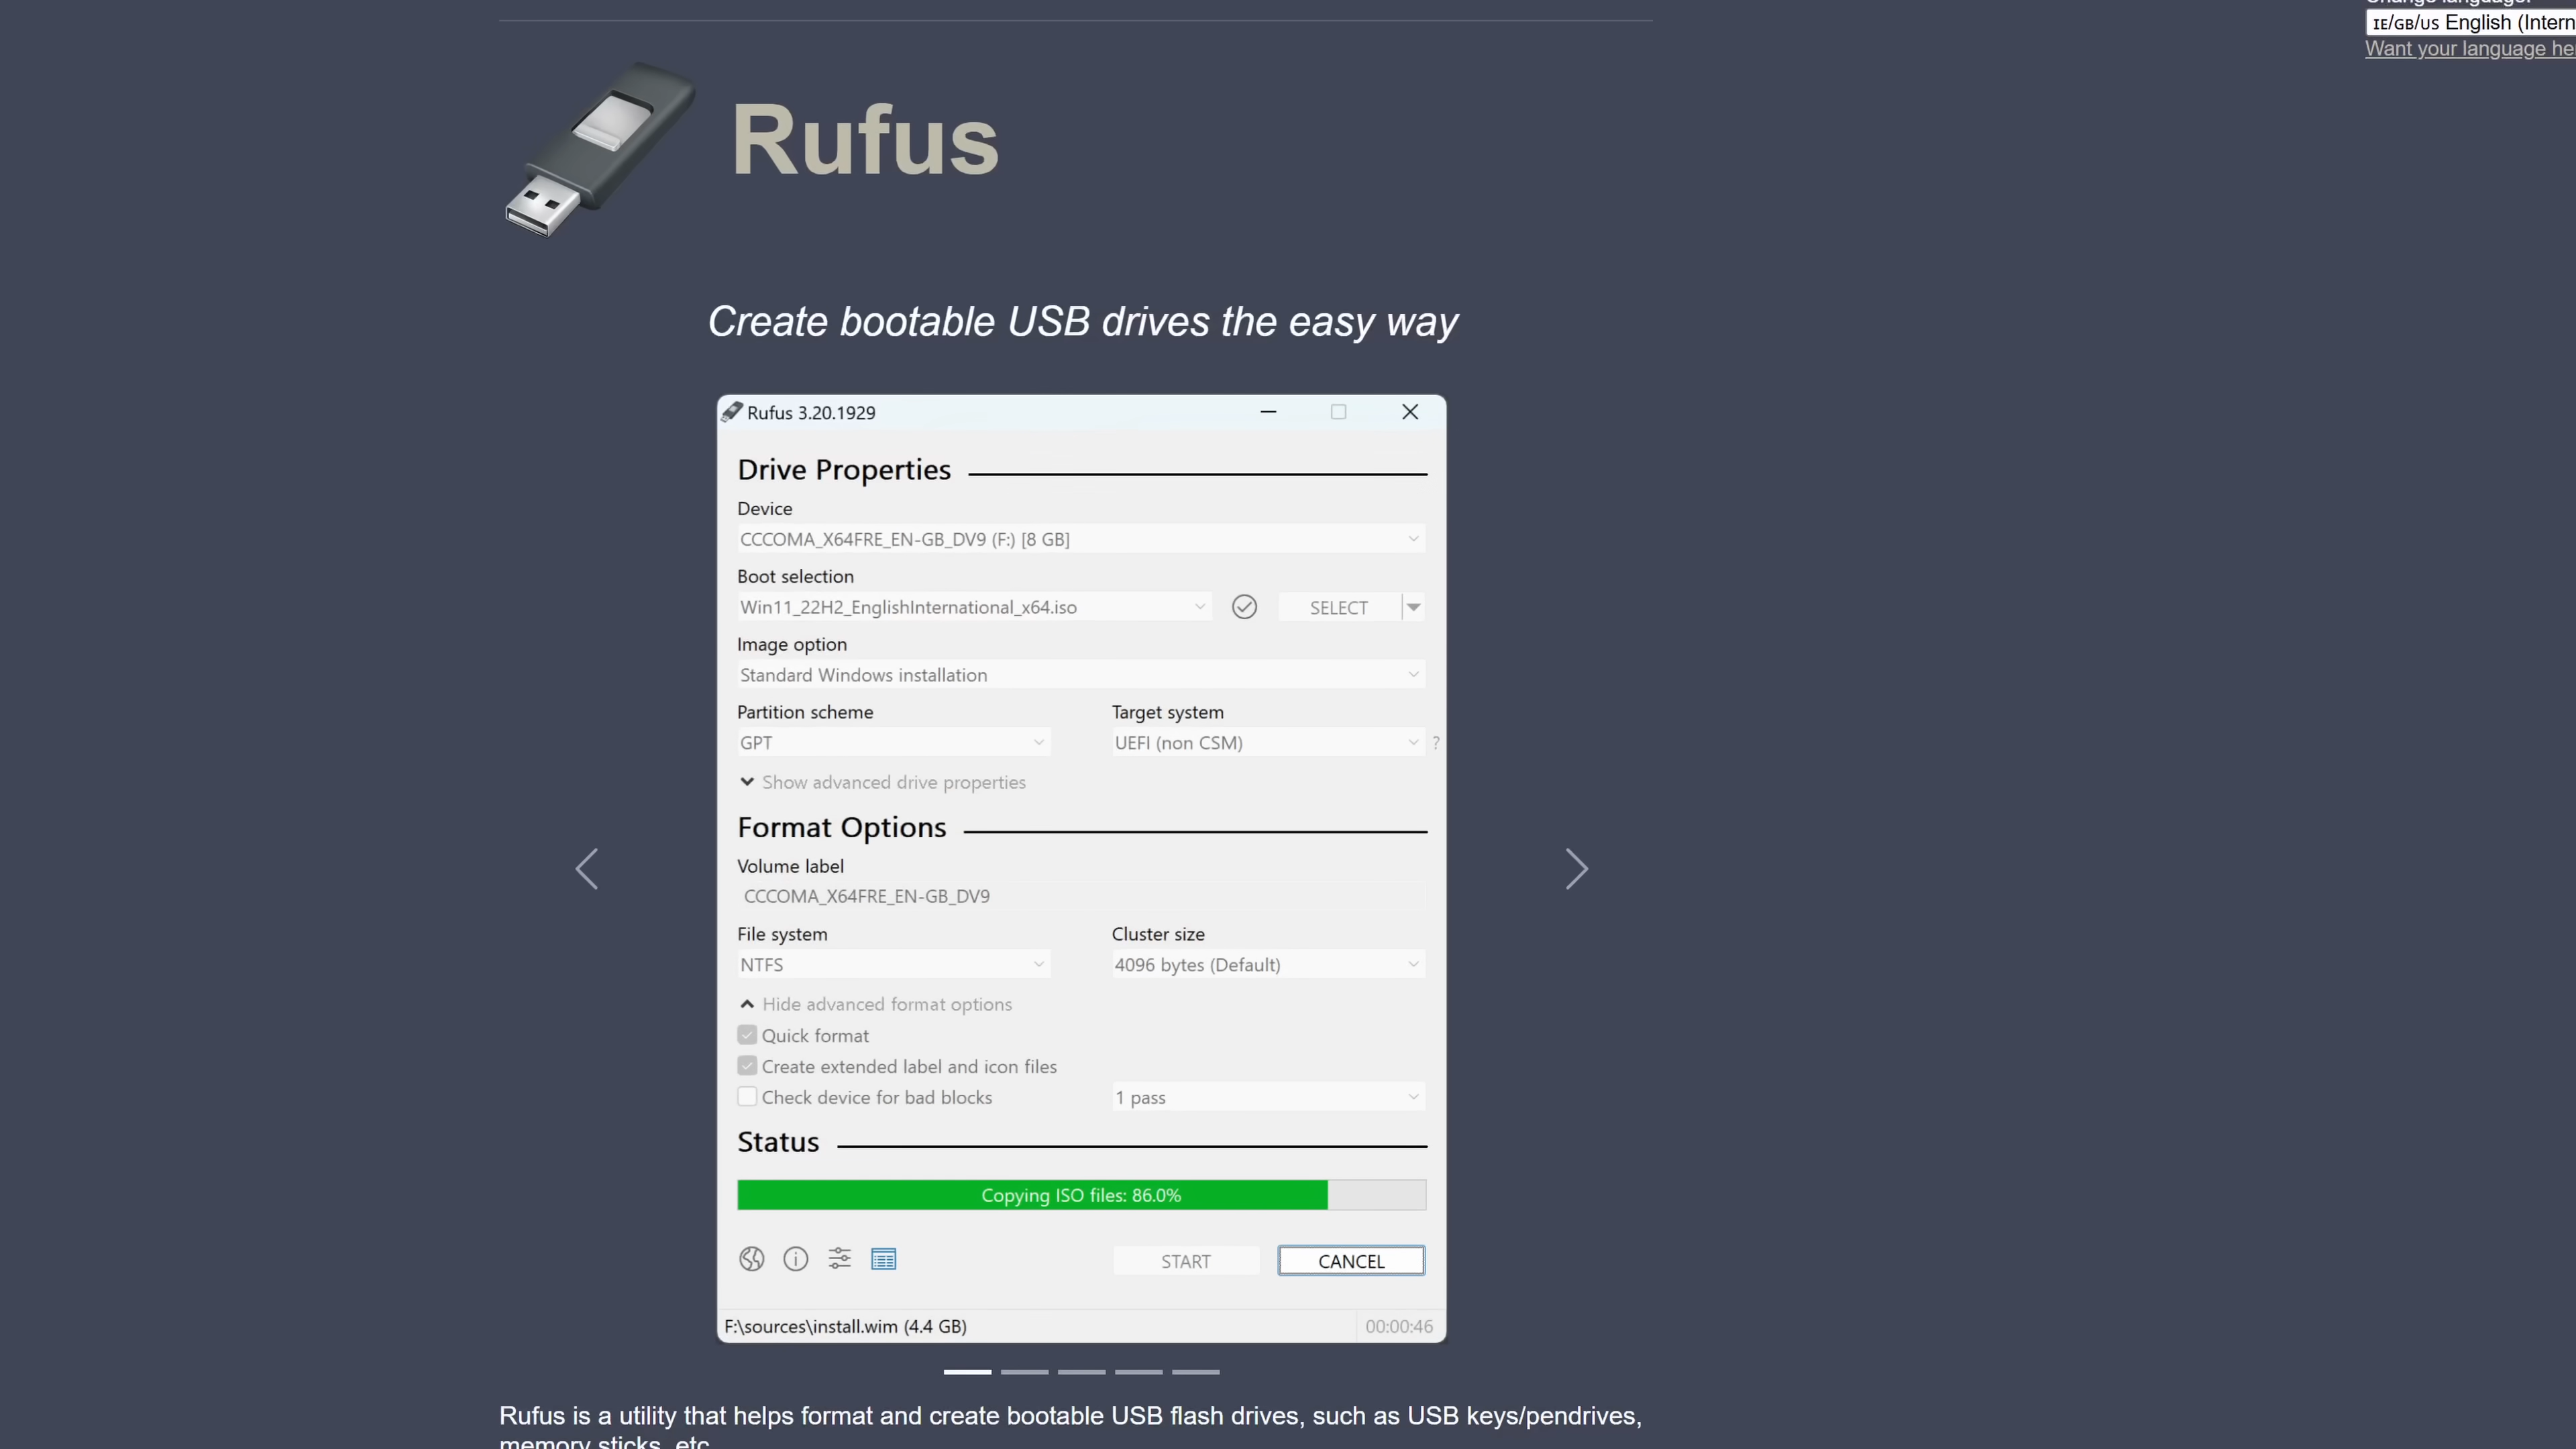 IE/GB/US English (Intern
Want your language he
Rufus
Create bootable USB drives the easy way
Rufus 3.20.1929
Drive Properties
Device
CCCOMA_X64FRE_EN-GB_DV9 (F:) [8 GB]
Boot selection
Win11_22H2_EnglishInternational_x64.iso
SELECT
Image option
Standard Windows installation
Partition scheme
Target system
GPT
UEFI (non CSM)
?
Show advanced drive properties
Format Options
Volume label
CCCOMA_X64FRE_EN-GB_DV9
File system
Cluster size
NTFS
4096 bytes (Default)
Hide advanced format options
Quick format
Create extended label and icon files
Check device for bad blocks
1 pass
Status
Copying ISO files: 86.0%
START
CANCEL
F:\sources\install.wim (4.4 GB)
00:00:46
Rufus is a utility that helps format and create bootable USB flash drives, such as USB keys/pendrives,
memory sticks, etc